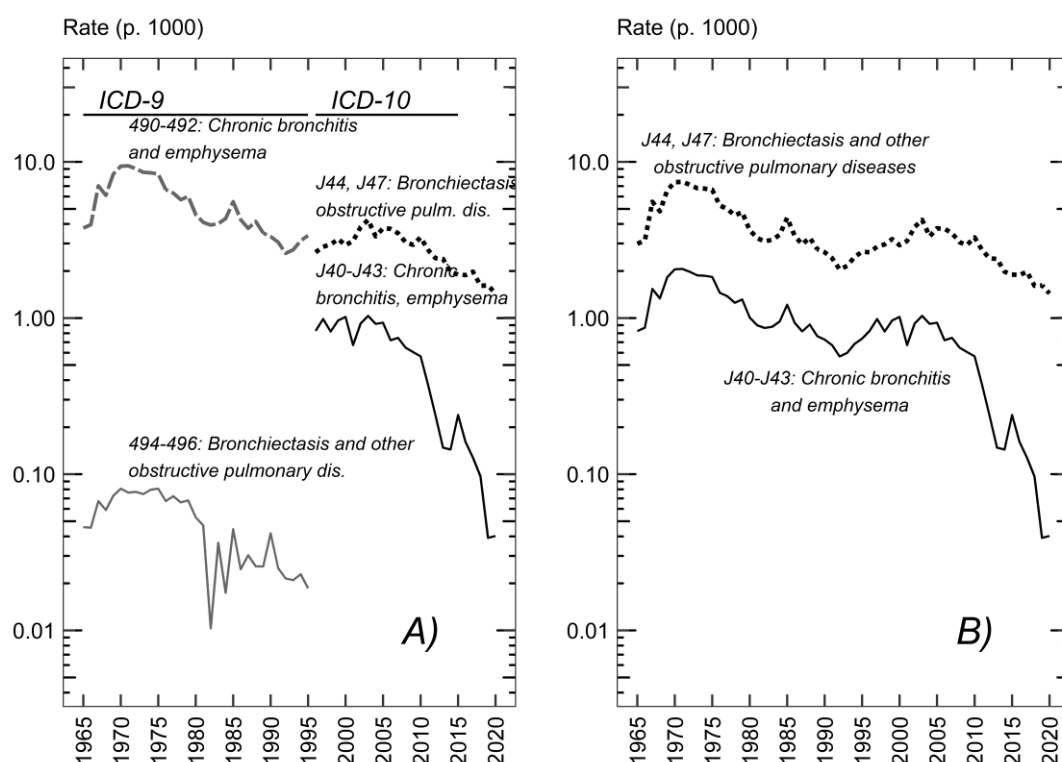 Rate (p. 1000)
ICD-9
ICD-10
490-492: Chronic bronchitis
and emphysema
J44, J47: Bronchiectasis
obstructive pulm. dis.
J40-J43: Chronic
bronchitis, emphysema
494-496: Bronchiectasis and other
obstructive pulmonary dis.
10.0
1.00
0.10
0.01
A)
1965
1970
1975
1980
1985
1990
1995
2000
2005
2010
2015
2020
Rate (p. 1000)
J44, J47: Bronchiectasis and other
obstructive pulmonary diseases
J40-J43: Chronic bronchitis
and emphysema
10.0
1.00
0.10
0.01
B)
1965
1970
1975
1980
1985
1990
1995
2000
2005
2010
2015
2020